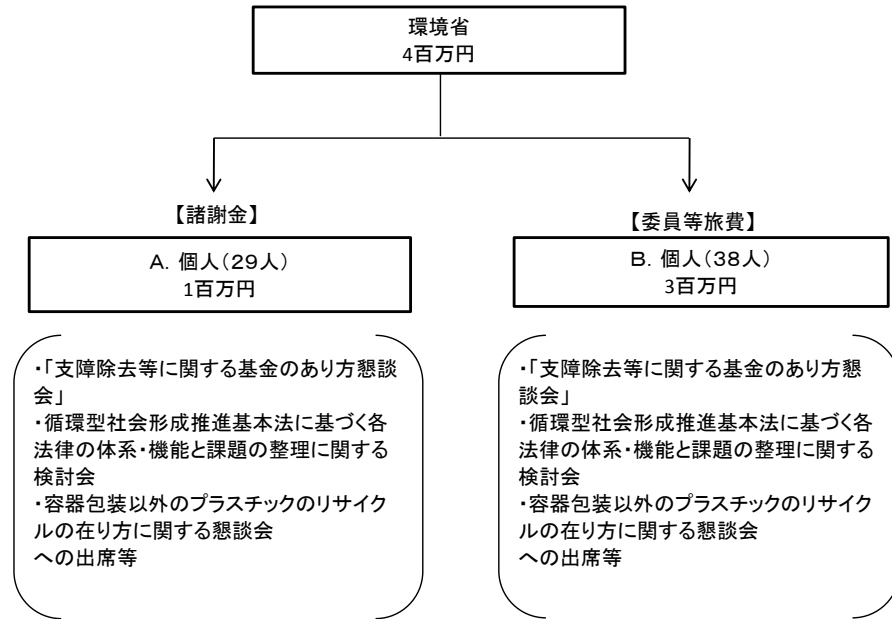 環境省
4百万円
【諸謝金】
A. 個人(29人)
1百万円
・「支障除去等に関する基金のあり方懇談
会」
・循環型社会形成推進基本法に基づく各
法律の体系・機能と課題の整理に関する
検討会
・容器包装以外のプラスチックのリサイク
ルの在り方に関する懇談会
への出席等
【委員等旅費】
B. 個人(38人)
3百万円
・「支障除去等に関する基金のあり方懇
談会」
・循環型社会形成推進基本法に基づく各
法律の体系・機能と課題の整理に関する
検討会
・容器包装以外のプラスチックのリサイク
ルの在り方に関する懇談会
への出席等